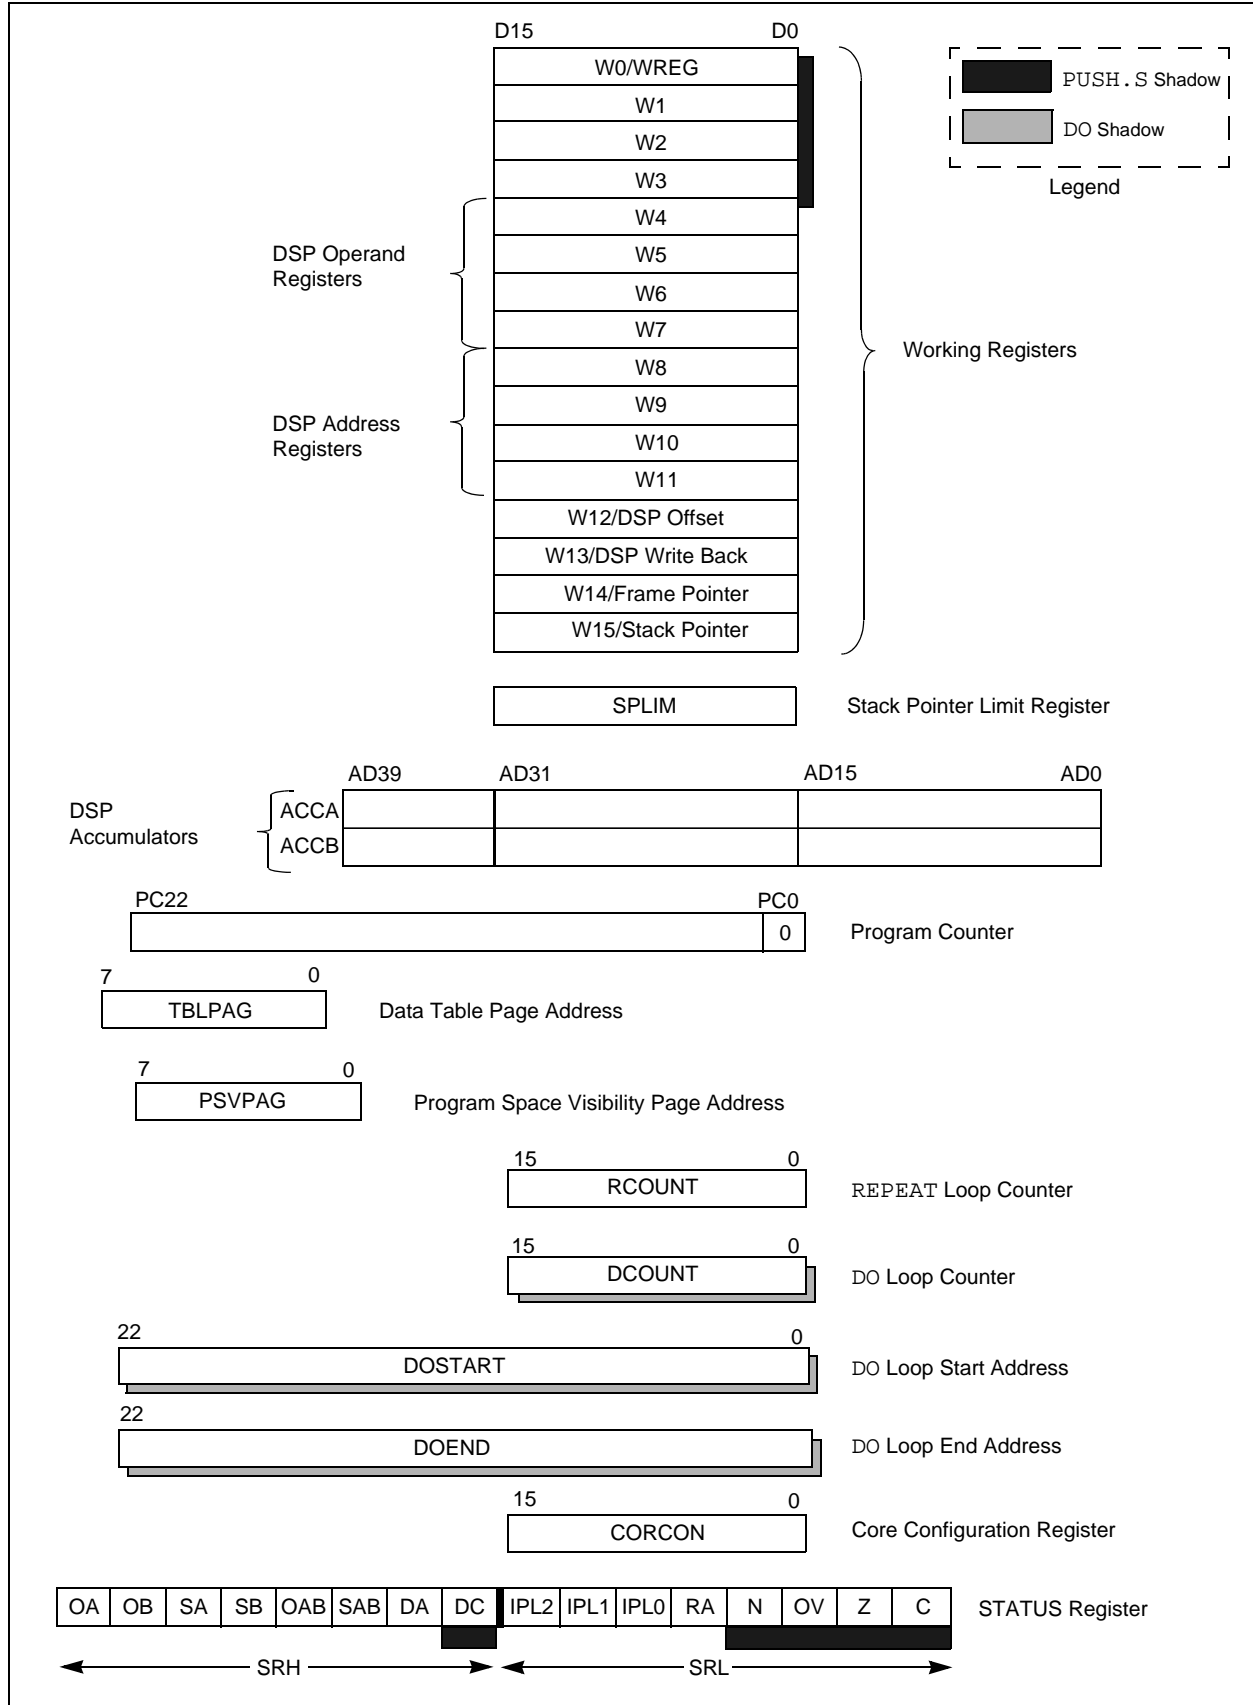 D15 D0
W0/WREG
W1
W2
W3
W4
W5
W6
W7
W8
W9
W10
W11
W12/DSP Offset
W13/DSP Write Back
W14/Frame Pointer
W15/Stack Pointer
PUSH.S Shadow
DO Shadow
Legend
DSP Operand
Registers
DSP Address
Registers
Working Registers
SPLIM Stack Pointer Limit Register
AD39 AD31 AD15 AD0
DSP
Accumulators
ACCA
ACCB
PC22 PC0
0 Program Counter
7 0
TBLPAG Data Table Page Address
7 0
PSVPAG Program Space Visibility Page Address
15 0
RCOUNT REPEAT Loop Counter
15 0
DCOUNT DO Loop Counter
22 0
DOSTART DO Loop Start Address
22
DOEND DO Loop End Address
15 0
CORCON Core Configuration Register
OA OB SA SB OAB SAB DA DC IPL2 IPL1 IPL0 RA N OV Z C STATUS Register
SRH SRL